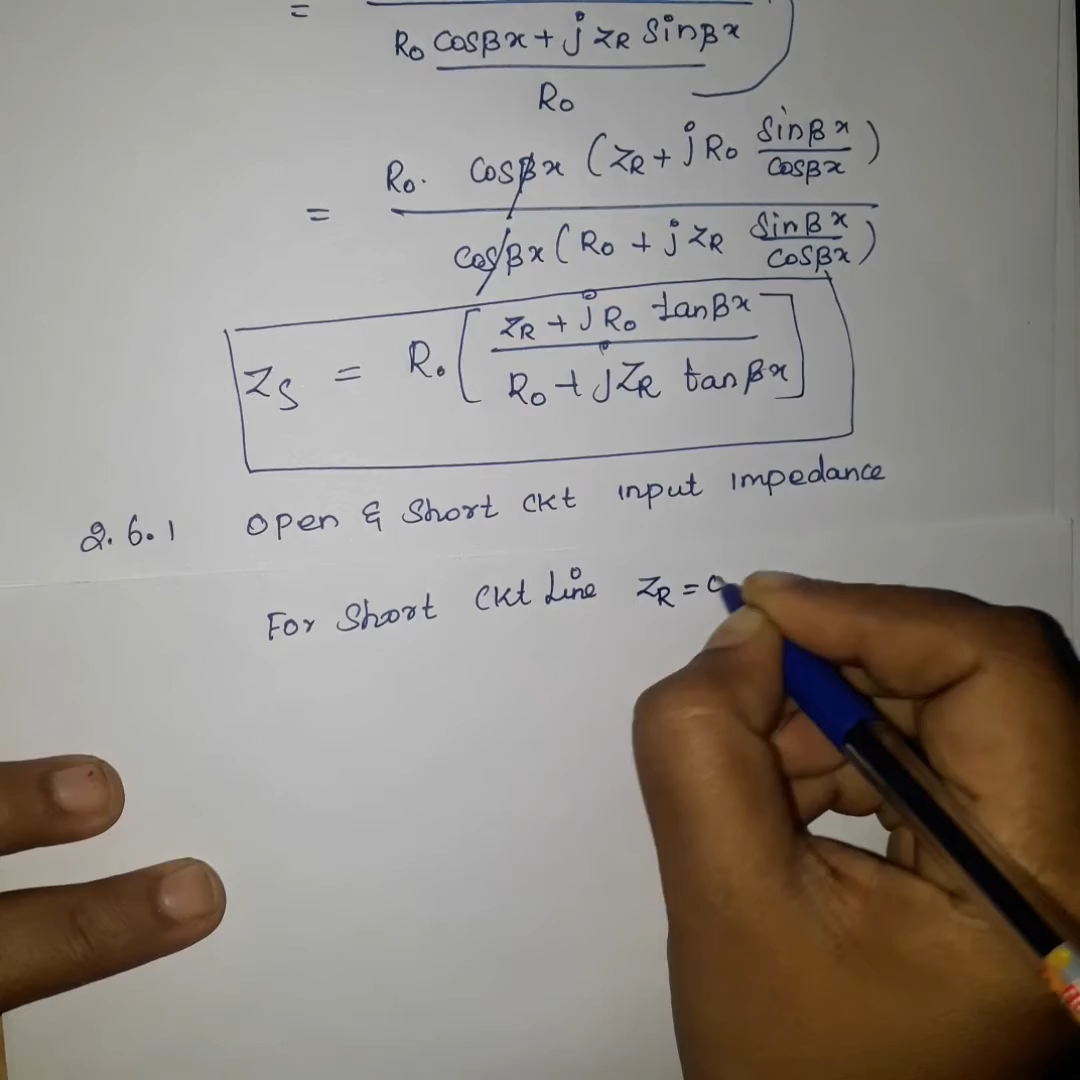 =
R₀ cosβx + j ZR sinβx
R₀
R₀. cosβx (ZR + j R₀ sinβx / cosβx)
=
cosβx (R₀ + j ZR sinβx / cosβx)
ZS = R₀ [ ZR + j R₀ tanβx / R₀ + j ZR tanβx ]
2.6.1 Open & Short ckt input impedance
For Short ckt Line ZR = 0